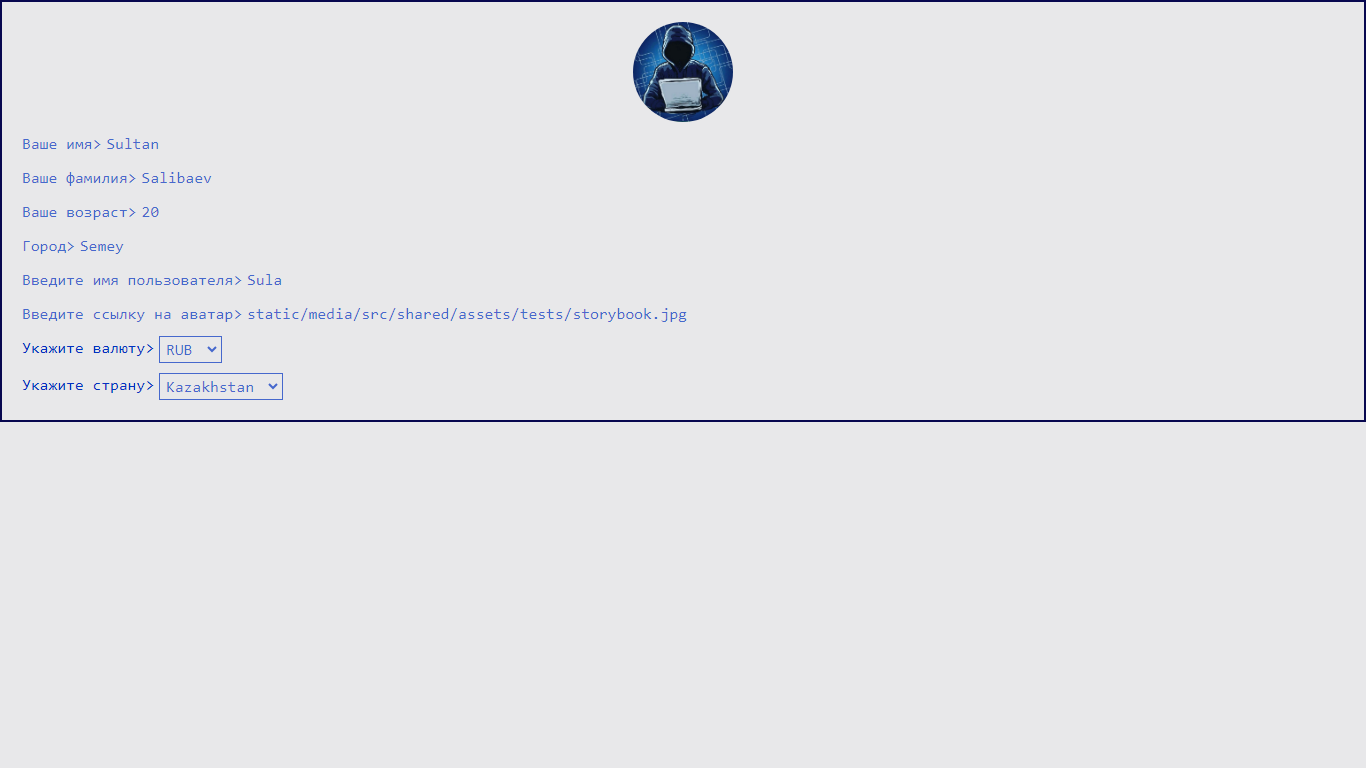 Ваше имя> Sultan
Ваше фамилия> Salibaev
Ваше возраст> 20
Город> Semey
Введите имя пользователя> Sula
Введите ссылку на аватар> static/media/src/shared/assets/tests/storybook.jpg
Укажите валюту> RUB
Укажите страну> Kazakhstan